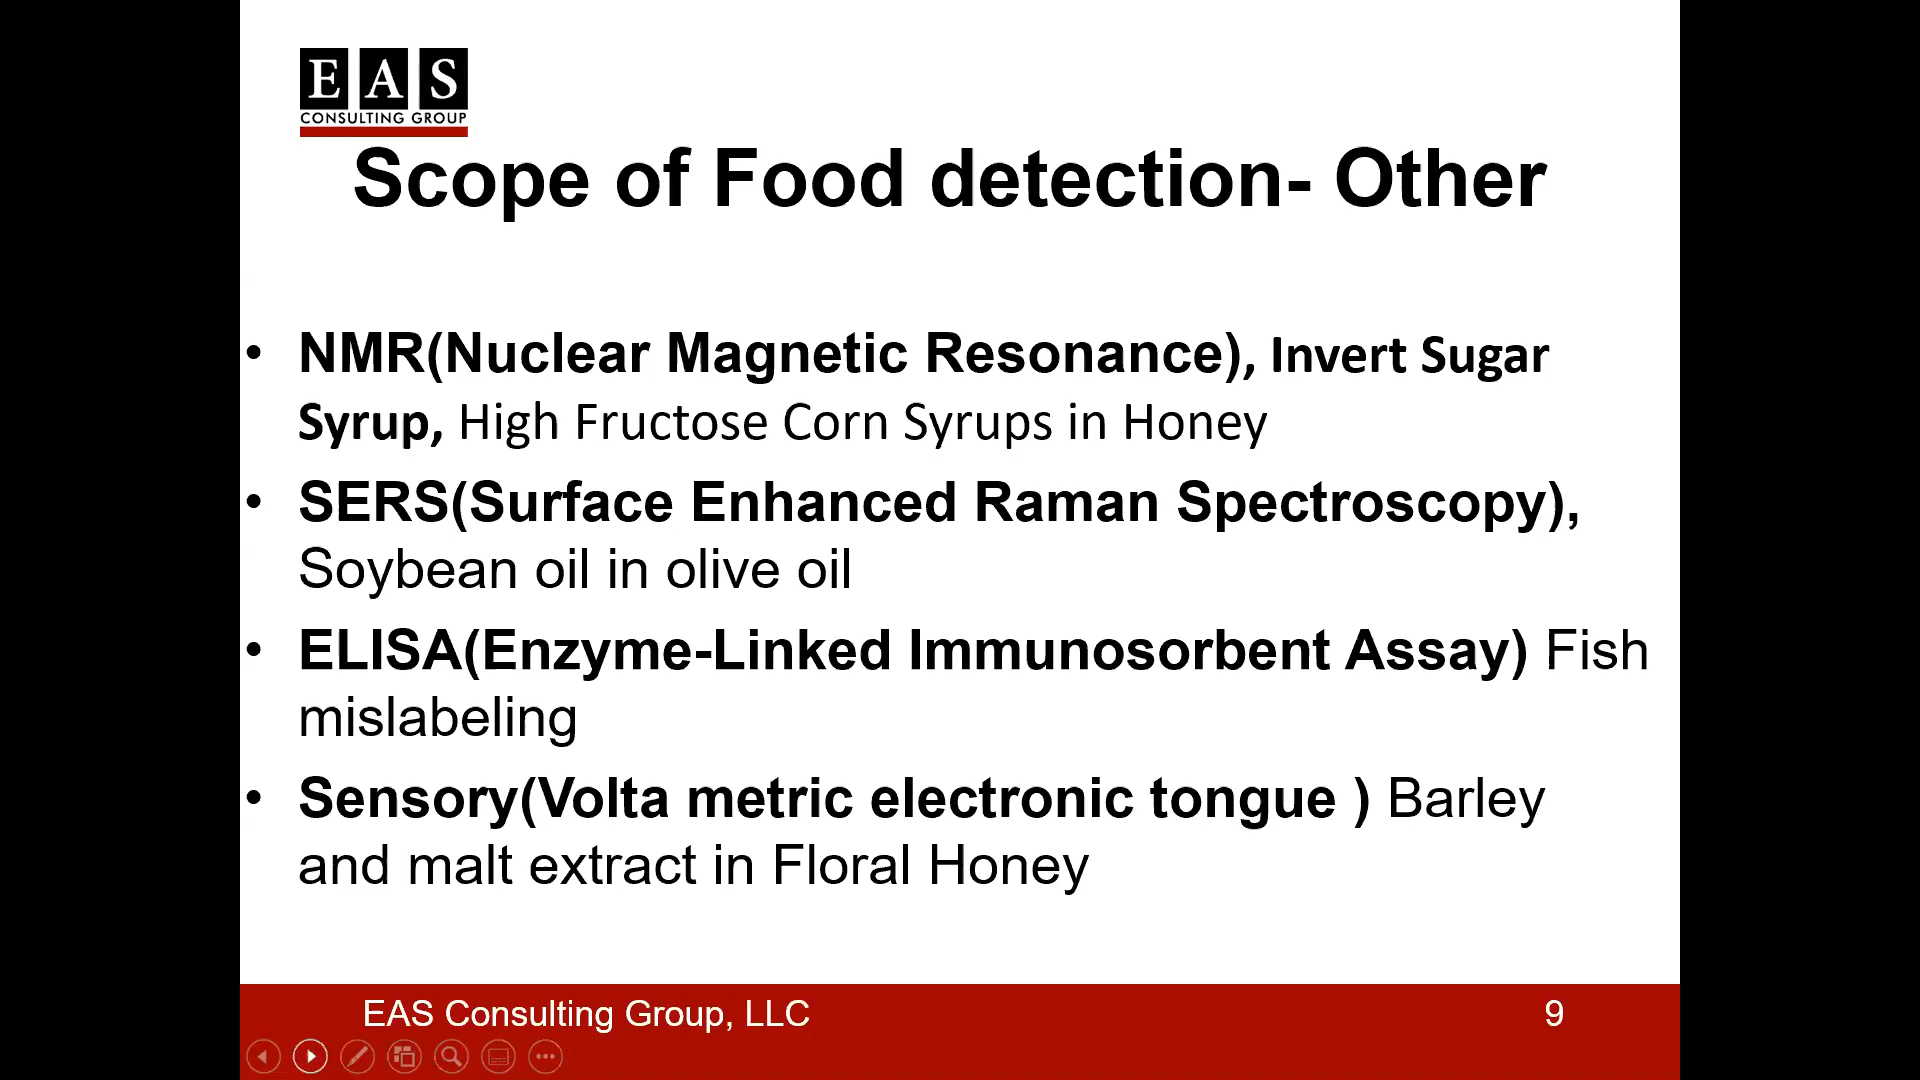 EAS
CONSULTING GROUP
Scope of Food detection- Other
• NMR(Nuclear Magnetic Resonance), Invert Sugar
Syrup, High Fructose Corn Syrups in Honey
• SERS(Surface Enhanced Raman Spectroscopy),
Soybean oil in olive oil
• ELISA(Enzyme-Linked Immunosorbent Assay) Fish
mislabeling
• Sensory(Volta metric electronic tongue ) Barley
and malt extract in Floral Honey
EAS Consulting Group, LLC 9